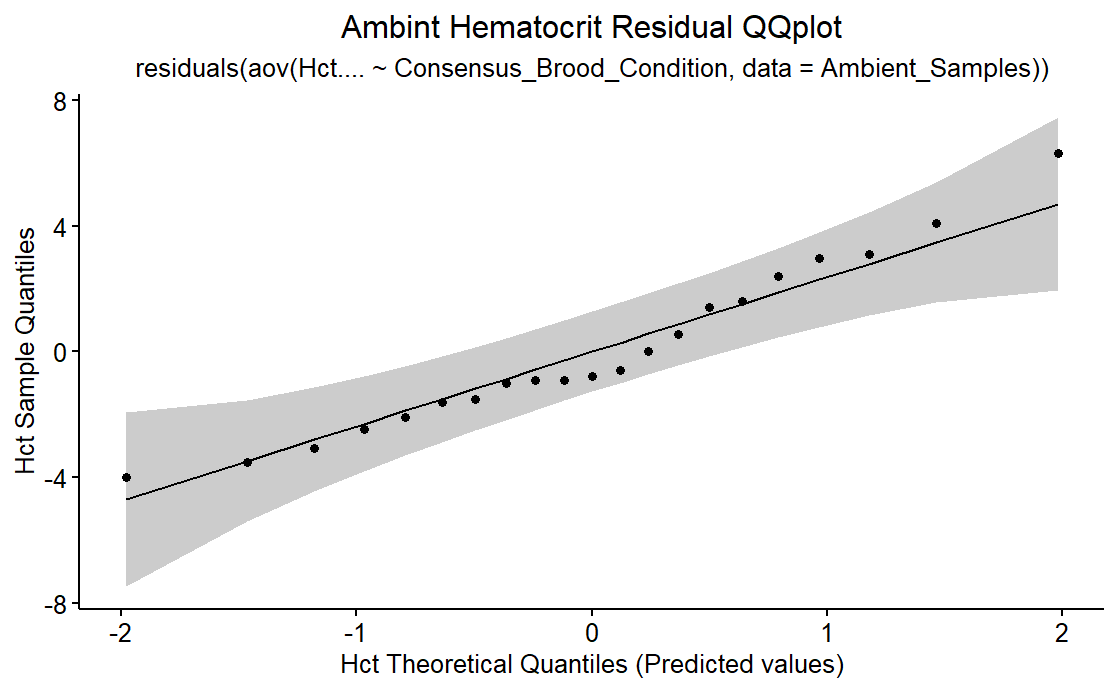 Ambint Hematocrit Residual QQplot
residuals(aov(Hct.... ~ Consensus_Brood_Condition, data = Ambient_Samples))
Hct Sample Quantiles
8
4
0
-4
-8
-2
-1
0
1
2
Hct Theoretical Quantiles (Predicted values)